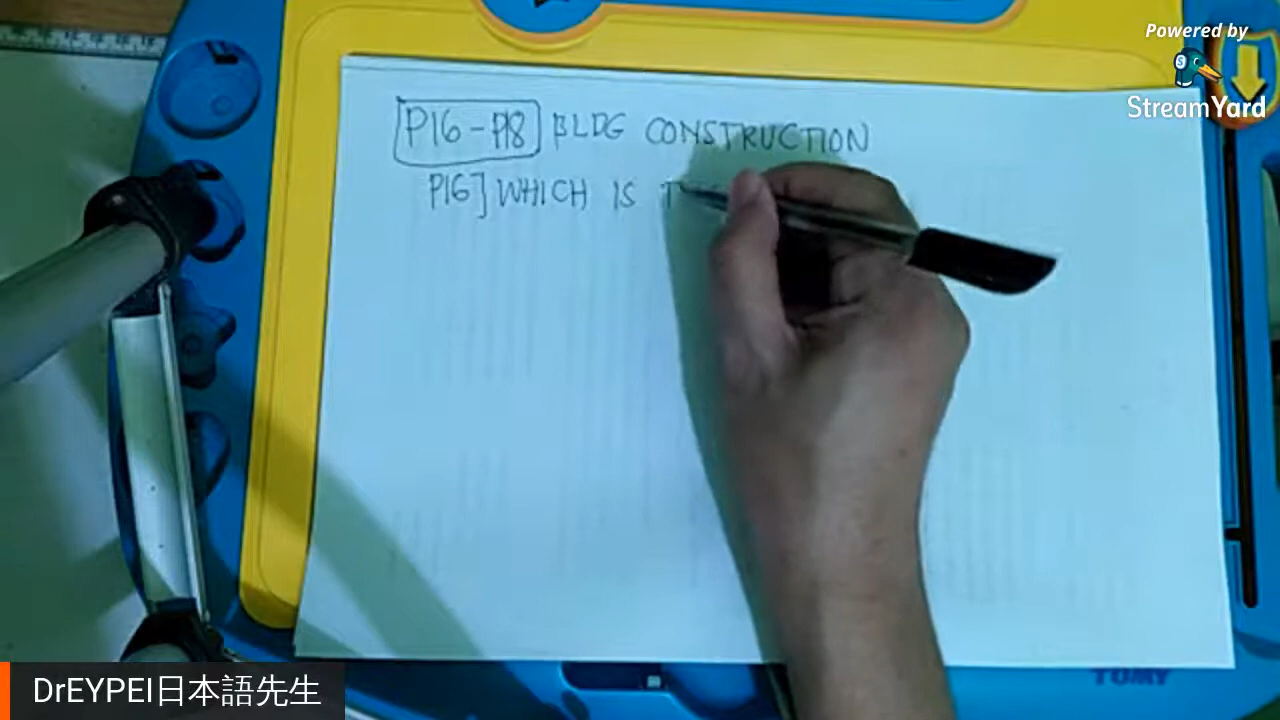 Powered by
StreamYard
P16-P18 BLDG CONSTRUCTION
P16] WHICH IS T
TOMY
DrEYPEI日本語先生